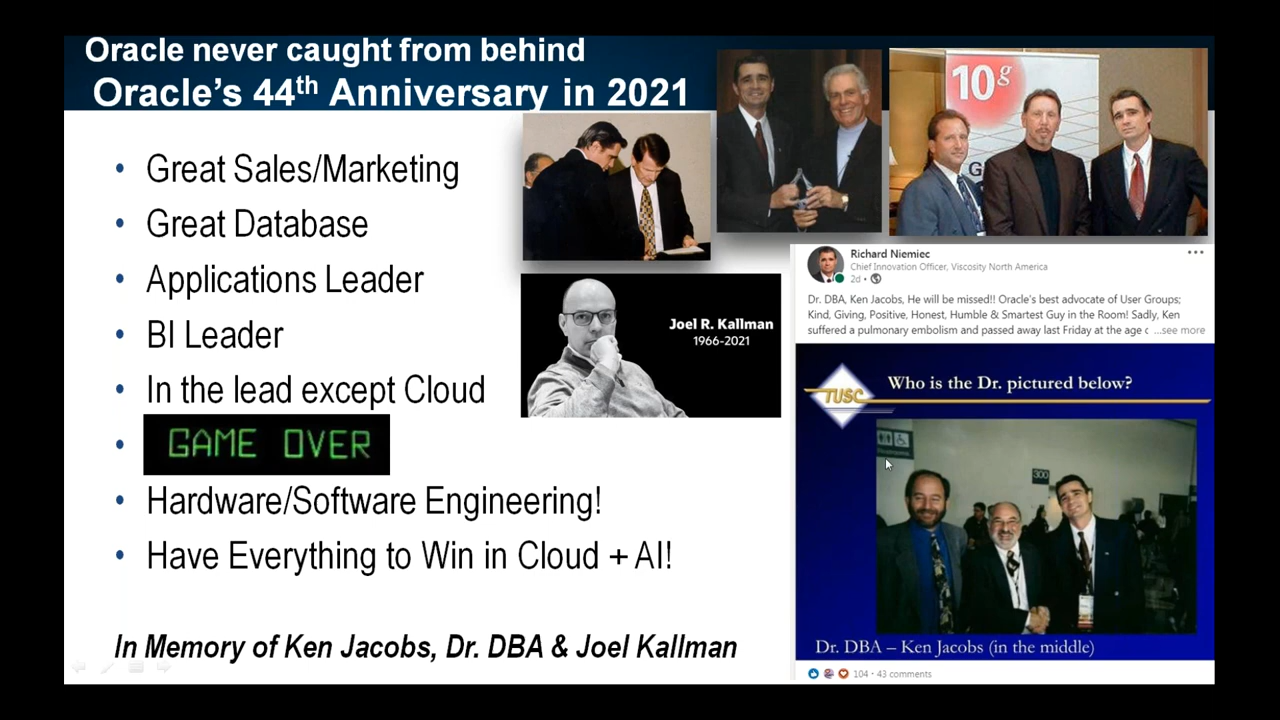 Oracle never caught from behind
Oracle's 44th Anniversary in 2021
• Great Sales/Marketing
• Great Database
• Applications Leader
• BI Leader
• In the lead except Cloud
• GAME OVER
• Hardware/Software Engineering!
• Have Everything to Win in Cloud + AI!
In Memory of Ken Jacobs, Dr. DBA & Joel Kallman
10g
G
Joel R. Kallman
1966-2021
Richard Niemiec
Chief Innovation Officer, Viscosity North America
2d •
Dr. DBA, Ken Jacobs, He will be missed!! Oracle's best advocate of User Groups;
Kind, Giving, Positive, Honest, Humble & Smartest Guy in the Room! Sadly, Ken
suffered a pulmonary embolism and passed away last Friday at the age c ...see more
TUSC
Who is the Dr. pictured below?
300
Dr. DBA – Ken Jacobs (in the middle)
104 • 43 comments